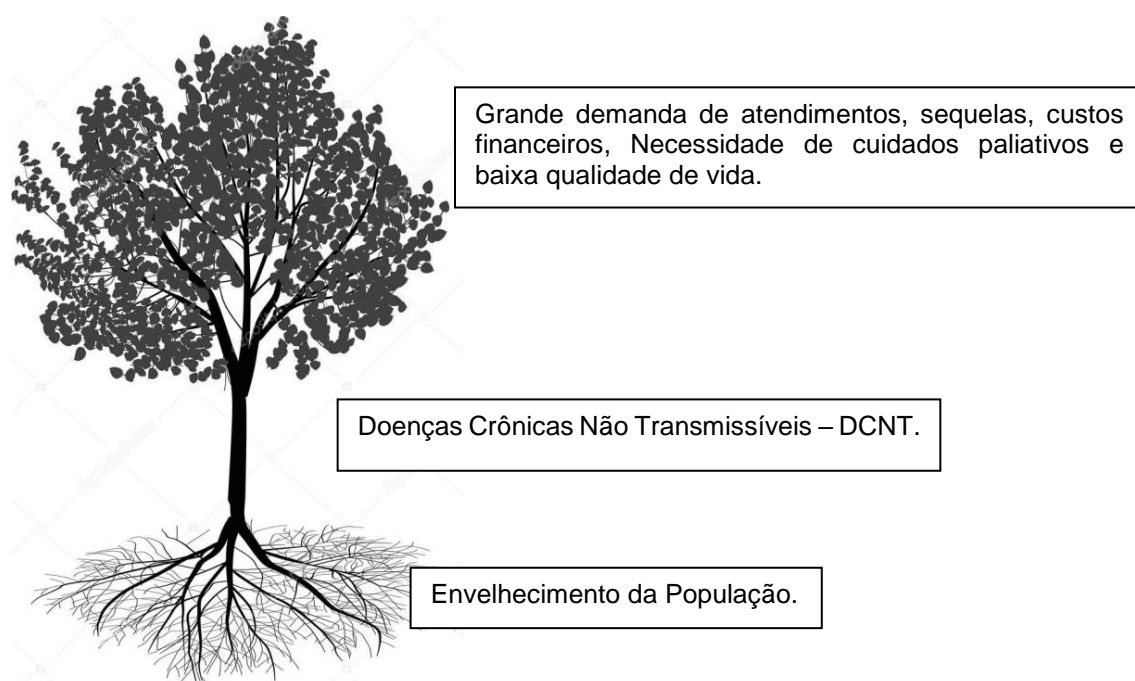 Grande demanda de atendimentos, sequelas, custos
financeiros, Necessidade de cuidados paliativos e
baixa qualidade de vida.
Doenças Crônicas Não Transmissíveis – DCNT.
Envelhecimento da População.